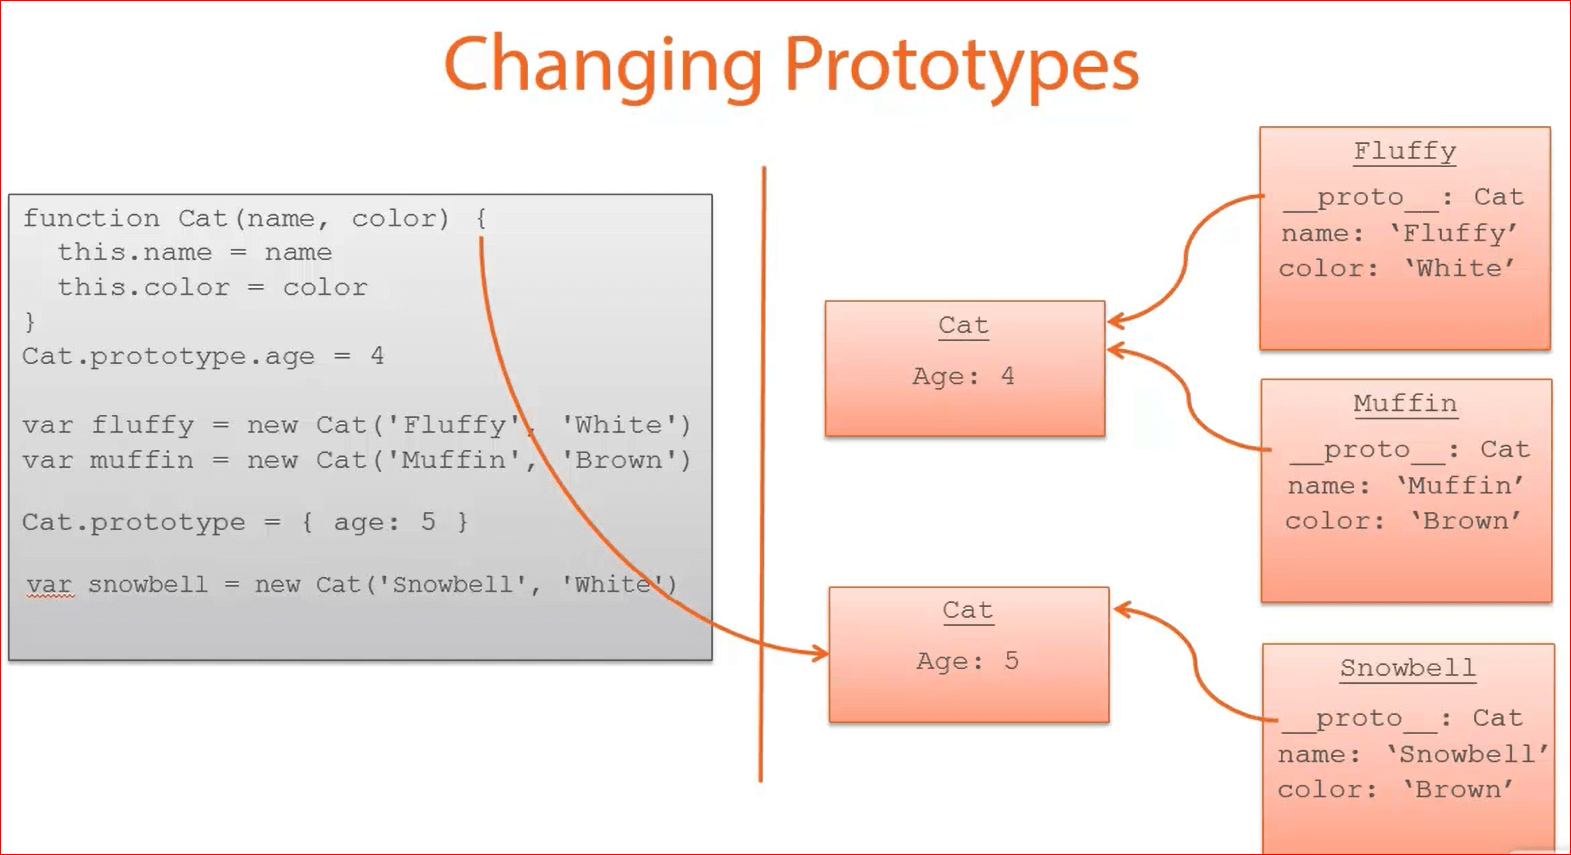 Changing Prototypes
function Cat(name, color) {
this.name = name
this.color = color
}
Cat.prototype.age = 4
var fluffy = new Cat('Fluffy', 'White')
var muffin = new Cat('Muffin', 'Brown')
Cat.prototype = { age: 5 }
var snowbell = new Cat('Snowbell', 'White')
Cat
Age: 4
Cat
Age: 5
Fluffy
__proto__: Cat
name: ‘Fluffy’
color: ‘White’
Muffin
__proto__: Cat
name: ‘Muffin’
color: ‘Brown’
Snowbell
__proto__: Cat
name: ‘Snowbell’
color: ‘Brown’